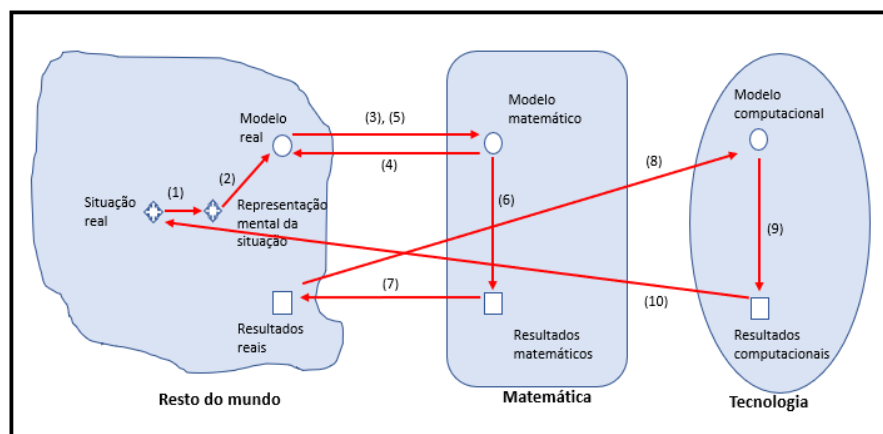 Modelo
real
(3), (5)
Modelo
matemático
Modelo
computacional
(4)
(8)
(1)
(2)
Situação
real
Representação
mental da
situação
(6)
(9)
(7)
(10)
Resultados
reais
Resultados
matemáticos
Resultados
computacionais
Resto do mundo
Matemática
Tecnologia